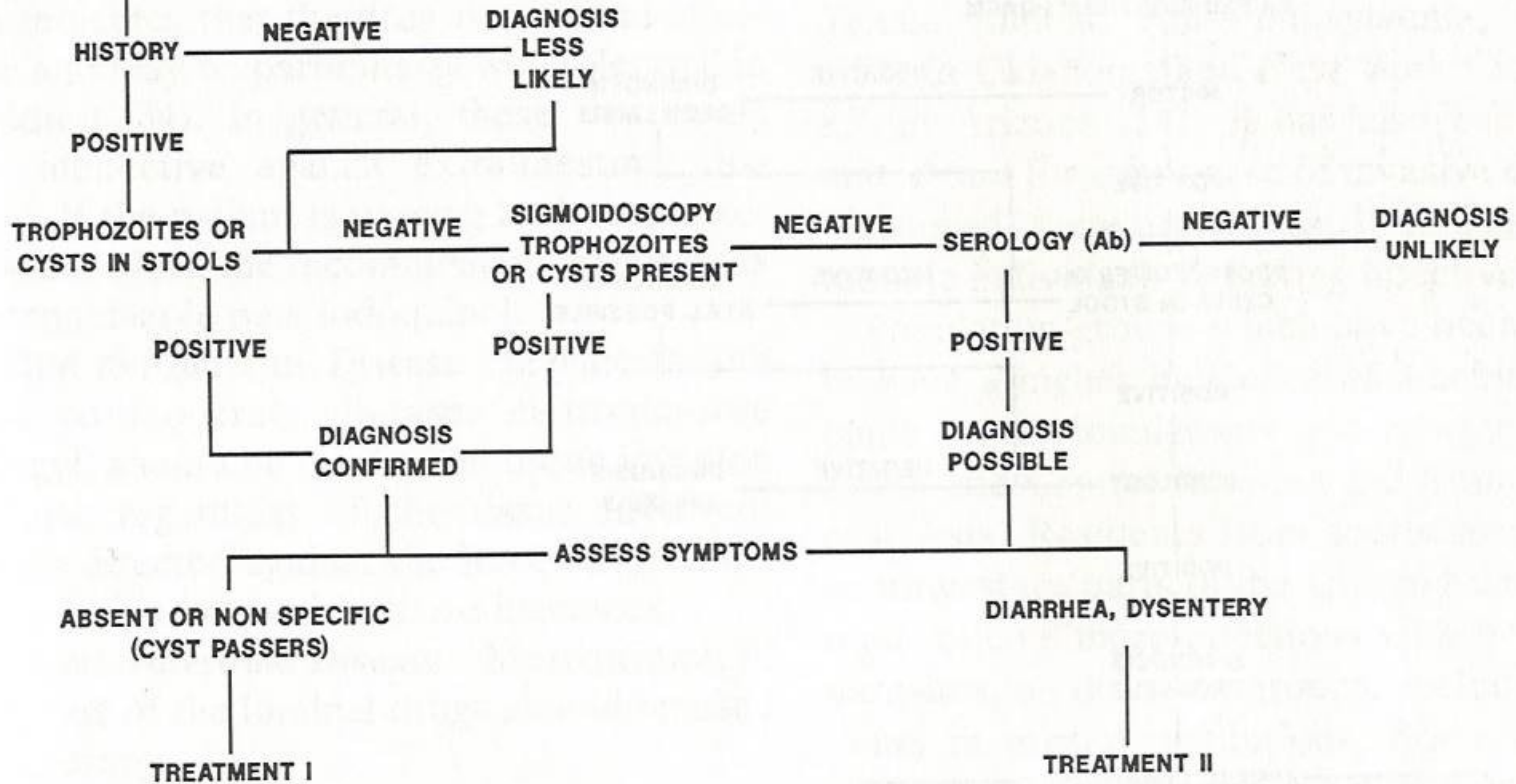 HISTORY
NEGATIVE
DIAGNOSIS
LESS
LIKELY
POSITIVE
TROPHOZOITES OR
CYSTS IN STOOLS
NEGATIVE
SIGMOIDOSCOPY
TROPHOZOITES
OR CYSTS PRESENT
NEGATIVE
SEROLOGY (Ab)
NEGATIVE
DIAGNOSIS
UNLIKELY
POSITIVE
POSITIVE
POSITIVE
DIAGNOSIS
CONFIRMED
DIAGNOSIS
POSSIBLE
ASSESS SYMPTOMS
ABSENT OR NON SPECIFIC
(CYST PASSERS)
DIARRHEA, DYSENTERY
TREATMENT I
TREATMENT II